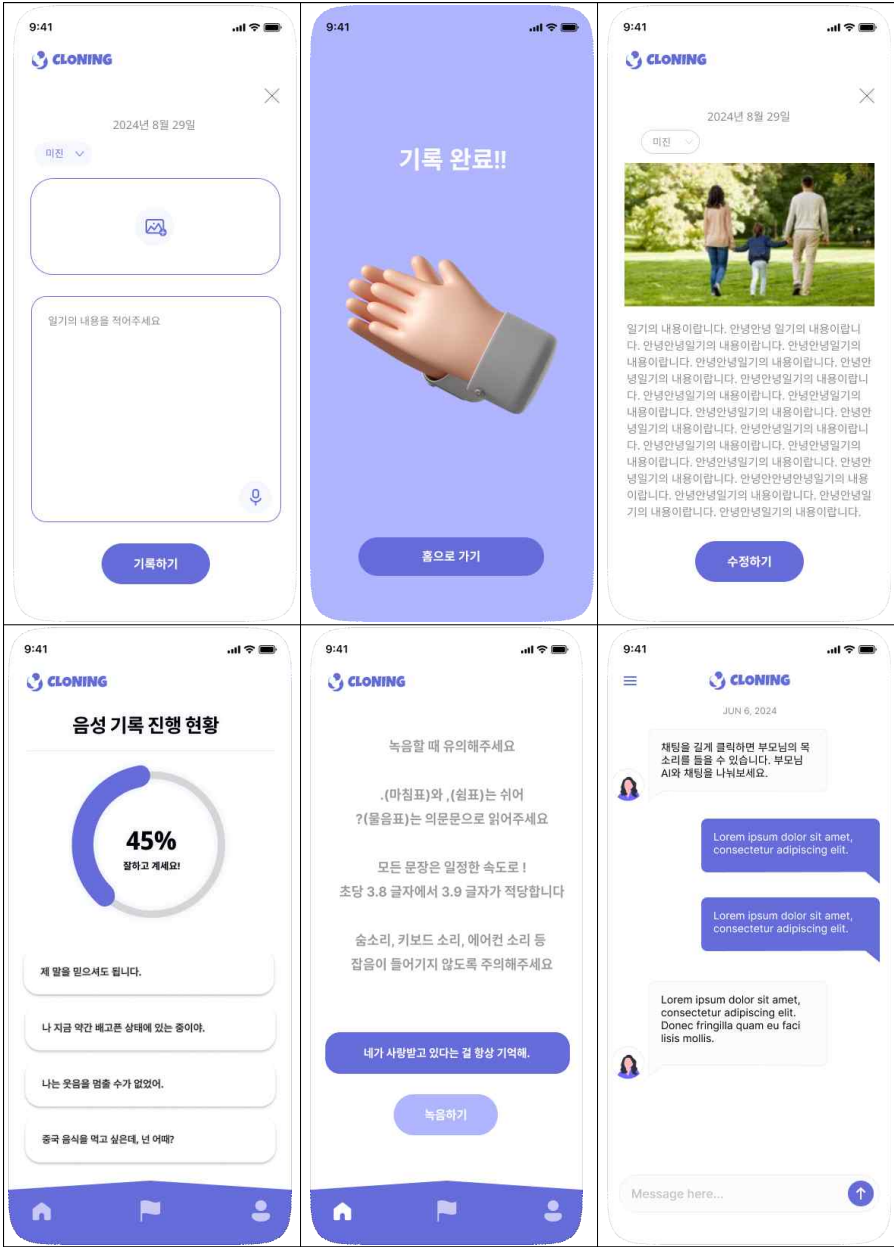 9:41
CLONING
2024년 8월 29일
미진
일기의 내용을 적어주세요
기록하기
9:41
기록 완료!!
홈으로 가기
9:41
CLONING
2024년 8월 29일
미진
일기의 내용이랍니다. 안녕안녕 일기의 내용이랍니
다. 안녕안녕일기의 내용이랍니다. 안녕안녕일기의
내용이랍니다. 안녕안녕일기의 내용이랍니다. 안녕안
녕일기의 내용이랍니다. 안녕안녕일기의 내용이랍니
다. 안녕안녕일기의 내용이랍니다. 안녕안녕일기의
내용이랍니다. 안녕안녕일기의 내용이랍니다. 안녕안
녕일기의 내용이랍니다. 안녕안녕일기의 내용이랍니
다. 안녕안녕일기의 내용이랍니다. 안녕안녕일기의
내용이랍니다. 안녕안녕일기의 내용이랍니다. 안녕안
녕일기의 내용이랍니다. 안녕안안녕안녕일기의 내용
이랍니다. 안녕안녕일기의 내용이랍니다. 안녕안녕일
기의 내용이랍니다. 안녕안녕일기의 내용이랍니다.
수정하기
9:41
CLONING
음성 기록 진행 현황
45%
잘하고 계세요!
제 말을 믿으셔도 됩니다.
나 지금 약간 배고픈 상태에 있는 중이야.
나는 웃음을 멈출 수가 없었어.
중국 음식을 먹고 싶은데, 넌 어때?
9:41
CLONING
녹음할 때 유의해주세요
.(마침표)와 ,(쉼표)는 쉬어
?(물음표)는 의문문으로 읽어주세요
모든 문장은 일정한 속도로 !
초당 3.8 글자에서 3.9 글자가 적당합니다
숨소리, 키보드 소리, 에어컨 소리 등
잡음이 들어기지 않도록 주의해주세요
네가 사랑받고 있다는 걸 항상 기억해.
녹음하기
9:41
CLONING
JUN 6, 2024
채팅을 길게 클릭하면 부모님의 목
소리를 들을 수 있습니다. 부모님
AI와 채팅을 나눠보세요.
Lorem ipsum dolor sit amet,
consectetur adipiscing elit.
Lorem ipsum dolor sit amet,
consectetur adipiscing elit.
Lorem ipsum dolor sit amet,
consectetur adipiscing elit.
Donec fringilla quam eu faci
lisis mollis.
Message here...